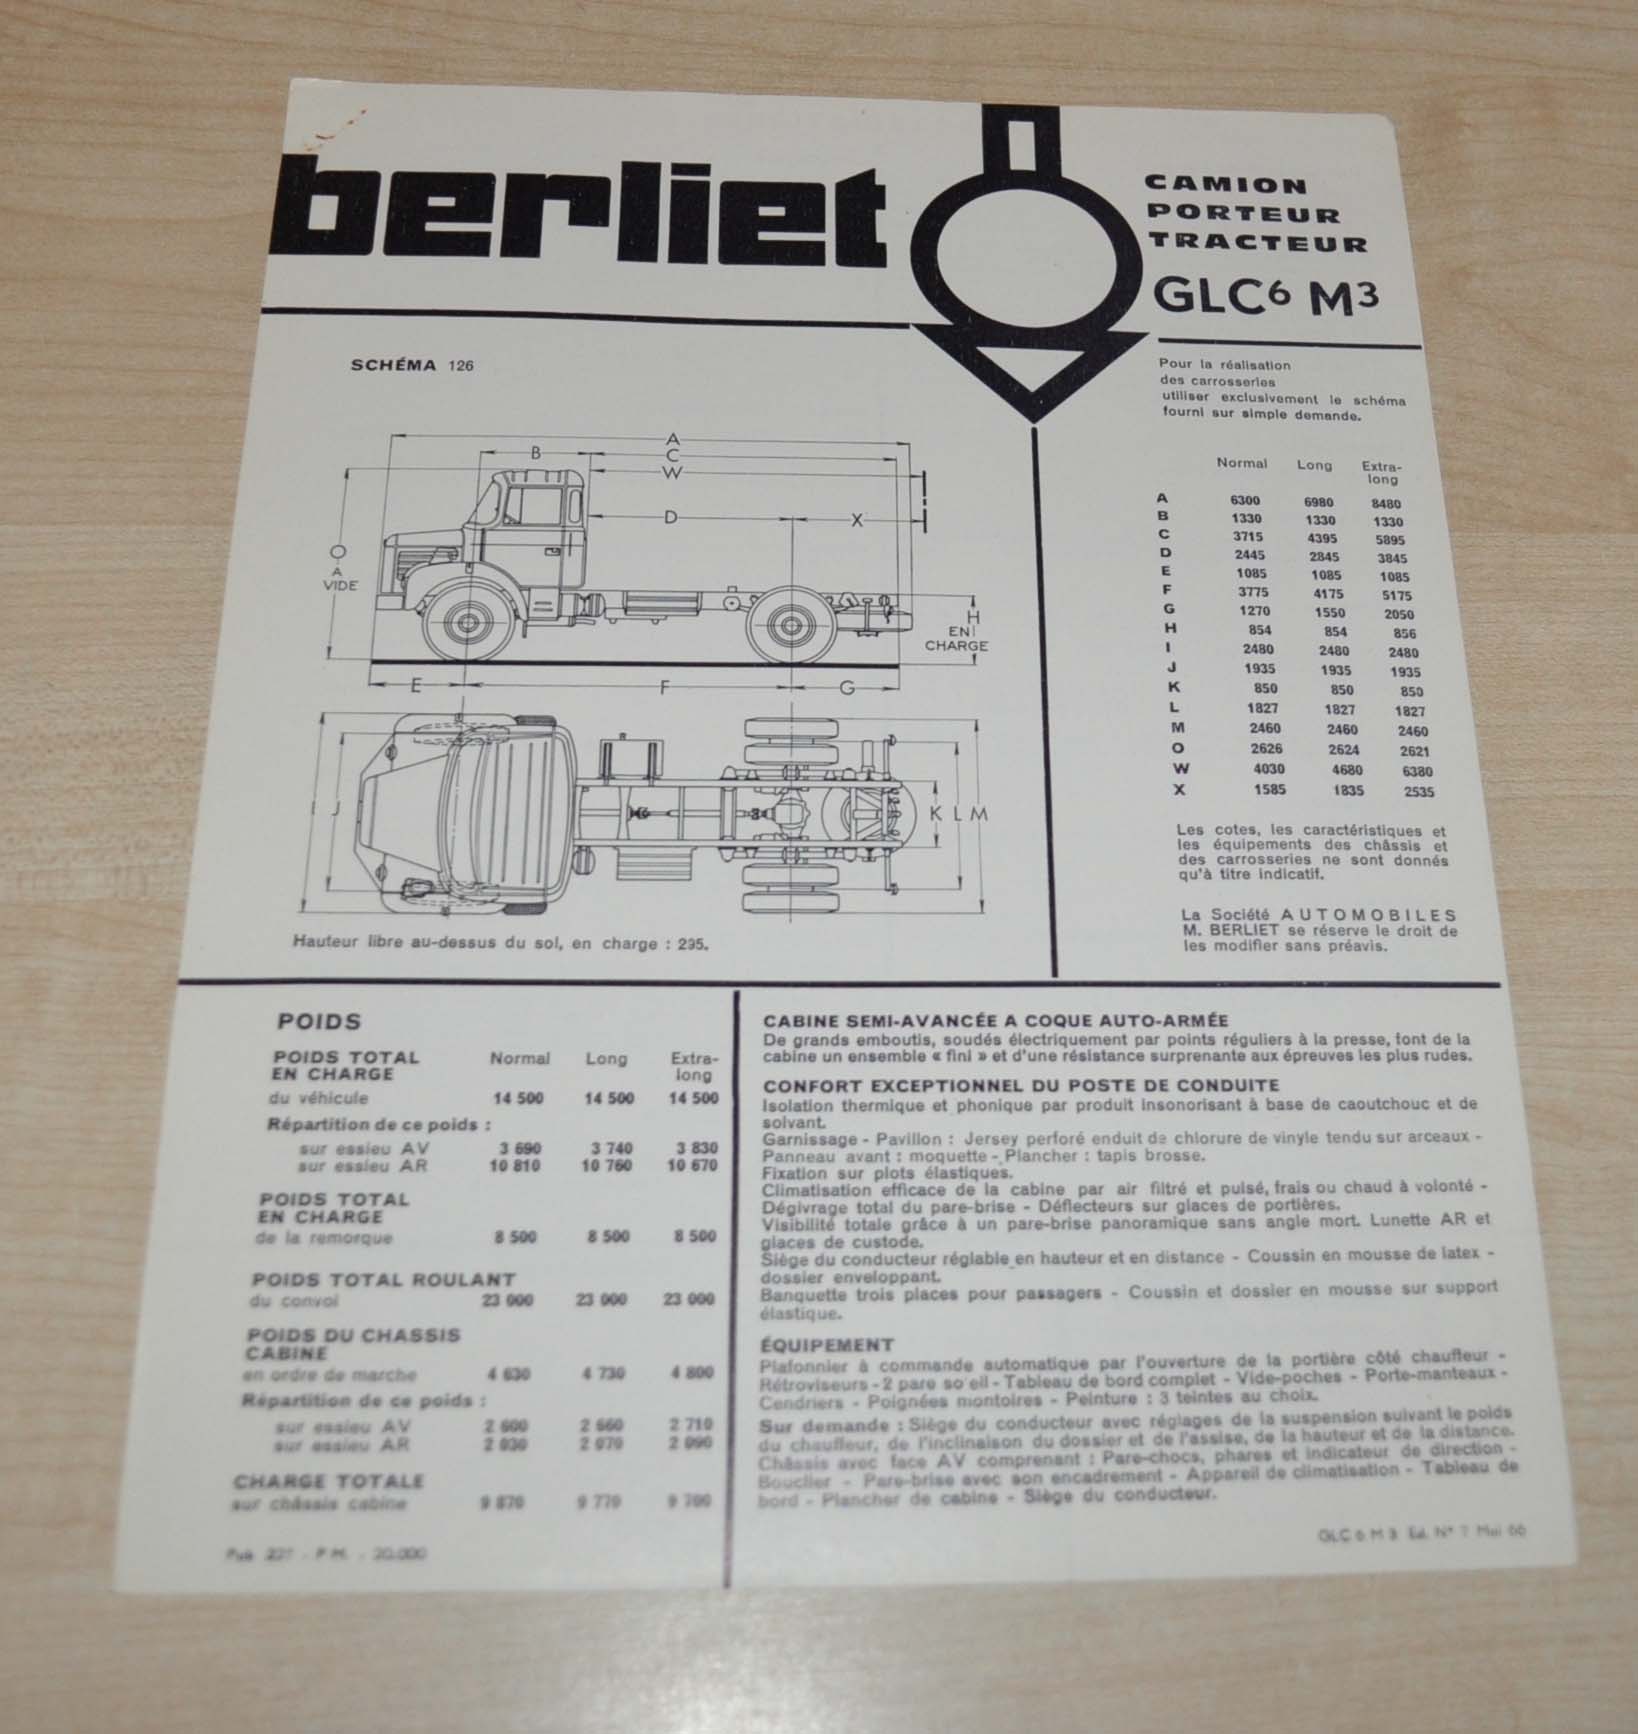 berliet
CAMION
PORTEUR
TRACTEUR
GLC6 M3
SCHÉMA 126
A
B
C
W
D
X
O
A
VIDE
H
EN
CHARGE
E
F
G
I
J
K L M
Hauteur libre au-dessus du sol, en charge : 295.
Pour la réalisation
des carrosseries
utiliser exclusivement le schéma
fourni sur simple demande.
Normal Long Extra-
long
A 6300 6980 8480
B 1330 1330 1330
C 3715 4395 5895
D 2445 2845 3845
E 1085 1085 1085
F 3775 4175 5175
G 1270 1550 2050
H 854 854 856
I 2480 2480 2480
J 1935 1935 1935
K 850 850 850
L 1827 1827 1827
M 2460 2460 2460
O 2626 2624 2621
W 4030 4680 6380
X 1585 1835 2535
Les cotes, les caractéristiques et
les équipements des châssis et
des carrosseries ne sont donnés
qu'à titre indicatif.
La Société AUTOMOBILES
M. BERLIET se réserve le droit de
les modifier sans préavis.
POIDS
POIDS TOTAL Normal Long Extra-
EN CHARGE long
du véhicule 14 500 14 500 14 500
Répartition de ce poids :
sur essieu AV 3 690 3 740 3 830
sur essieu AR 10 810 10 760 10 670
POIDS TOTAL
EN CHARGE
de la remorque 8 500 8 500 8 500
POIDS TOTAL ROULANT
du convoi 23 000 23 000 23 000
POIDS DU CHASSIS
CABINE
en ordre de marche 4 630 4 730 4 800
Répartition de ce poids :
sur essieu AV 2 600 2 660 2 710
sur essieu AR 2 030 2 070 2 090
CHARGE TOTALE
sur châssis cabine 9 870 9 770 9 700
P.M. - 20.000
CABINE SEMI-AVANCÉE A COQUE AUTO-ARMÉE
De grands emboutis, soudés électriquement par points réguliers à la presse, font de la
cabine un ensemble « fini » et d'une résistance surprenante aux épreuves les plus rudes.
CONFORT EXCEPTIONNEL DU POSTE DE CONDUITE
Isolation thermique et phonique par produit insonorisant à base de caoutchouc et de
solvant.
Garnissage - Pavillon : Jersey perforé enduit de chlorure de vinyle tendu sur arceaux -
Panneau avant : moquette - Plancher : tapis brosse.
Fixation sur plots élastiques.
Climatisation efficace de la cabine par air filtré et pulsé, frais ou chaud à volonté -
Dégivrage total du pare-brise - Déflecteurs sur glaces de portières.
Visibilité totale grâce à un pare-brise panoramique sans angle mort. Lunette AR et
glaces de custode.
Siège du conducteur réglable en hauteur et en distance - Coussin en mousse de latex -
dossier enveloppant.
Banquette trois places pour passagers - Coussin et dossier en mousse sur support
élastique.
ÉQUIPEMENT
Plafonnier à commande automatique par l'ouverture de la portière côté chauffeur -
Rétroviseurs - 2 pare so eil - Tableau de bord complet - Vide-poches - Porte-manteaux -
Cendriers - Poignées montoires - Peinture : 3 teintes au choix.
Sur demande : Siège du conducteur avec réglages de la suspension suivant le poids
du chauffeur, de l'inclinaison du dossier et de l'assise, de la hauteur et de la distance.
Châssis avec face AV comprenant : Pare-chocs, phares et indicateur de direction -
Bouclier - Pare-brise avec son encadrement - Appareil de climatisation - Tableau de
bord - Plancher de cabine - Siège du conducteur.
GLC 6 M 3 Ed. N° 7 Mai 66